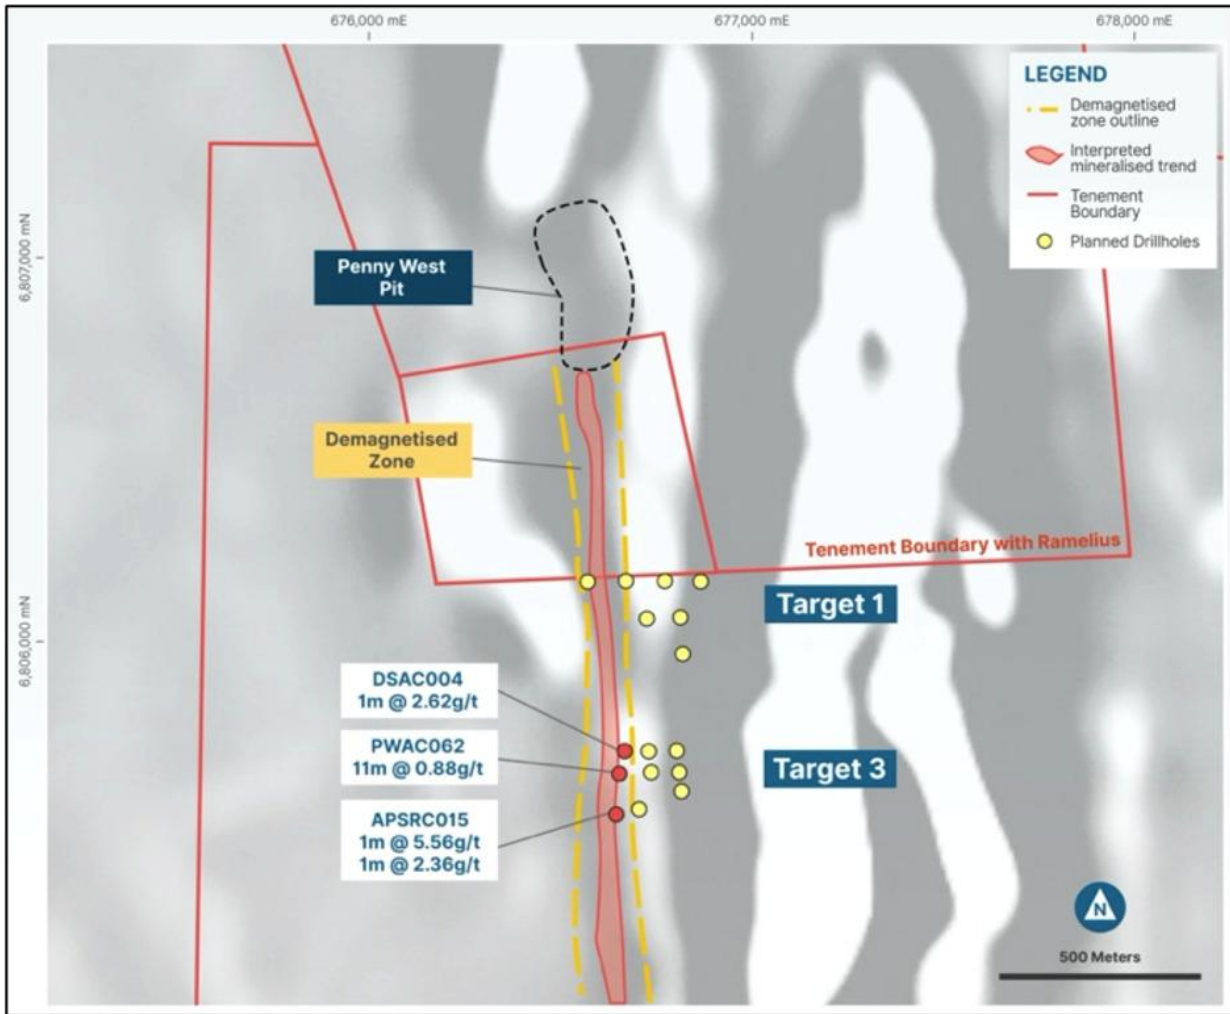 676,000 mE
677,000 mE
678,000 mE
LEGEND
Demagnetised
zone outline
Interpreted
mineralised trend
Tenement
Boundary
Planned Drillholes
6,807,000 mN
Penny West
Pit
Demagnetised
Zone
Tenement Boundary with Ramelius
Target 1
6,806,000 mN
DSAC004
1m @ 2.62g/t
PWAC062
11m @ 0.88g/t
Target 3
APSRC015
1m @ 5.56g/t
1m @ 2.36g/t
N
500 Meters